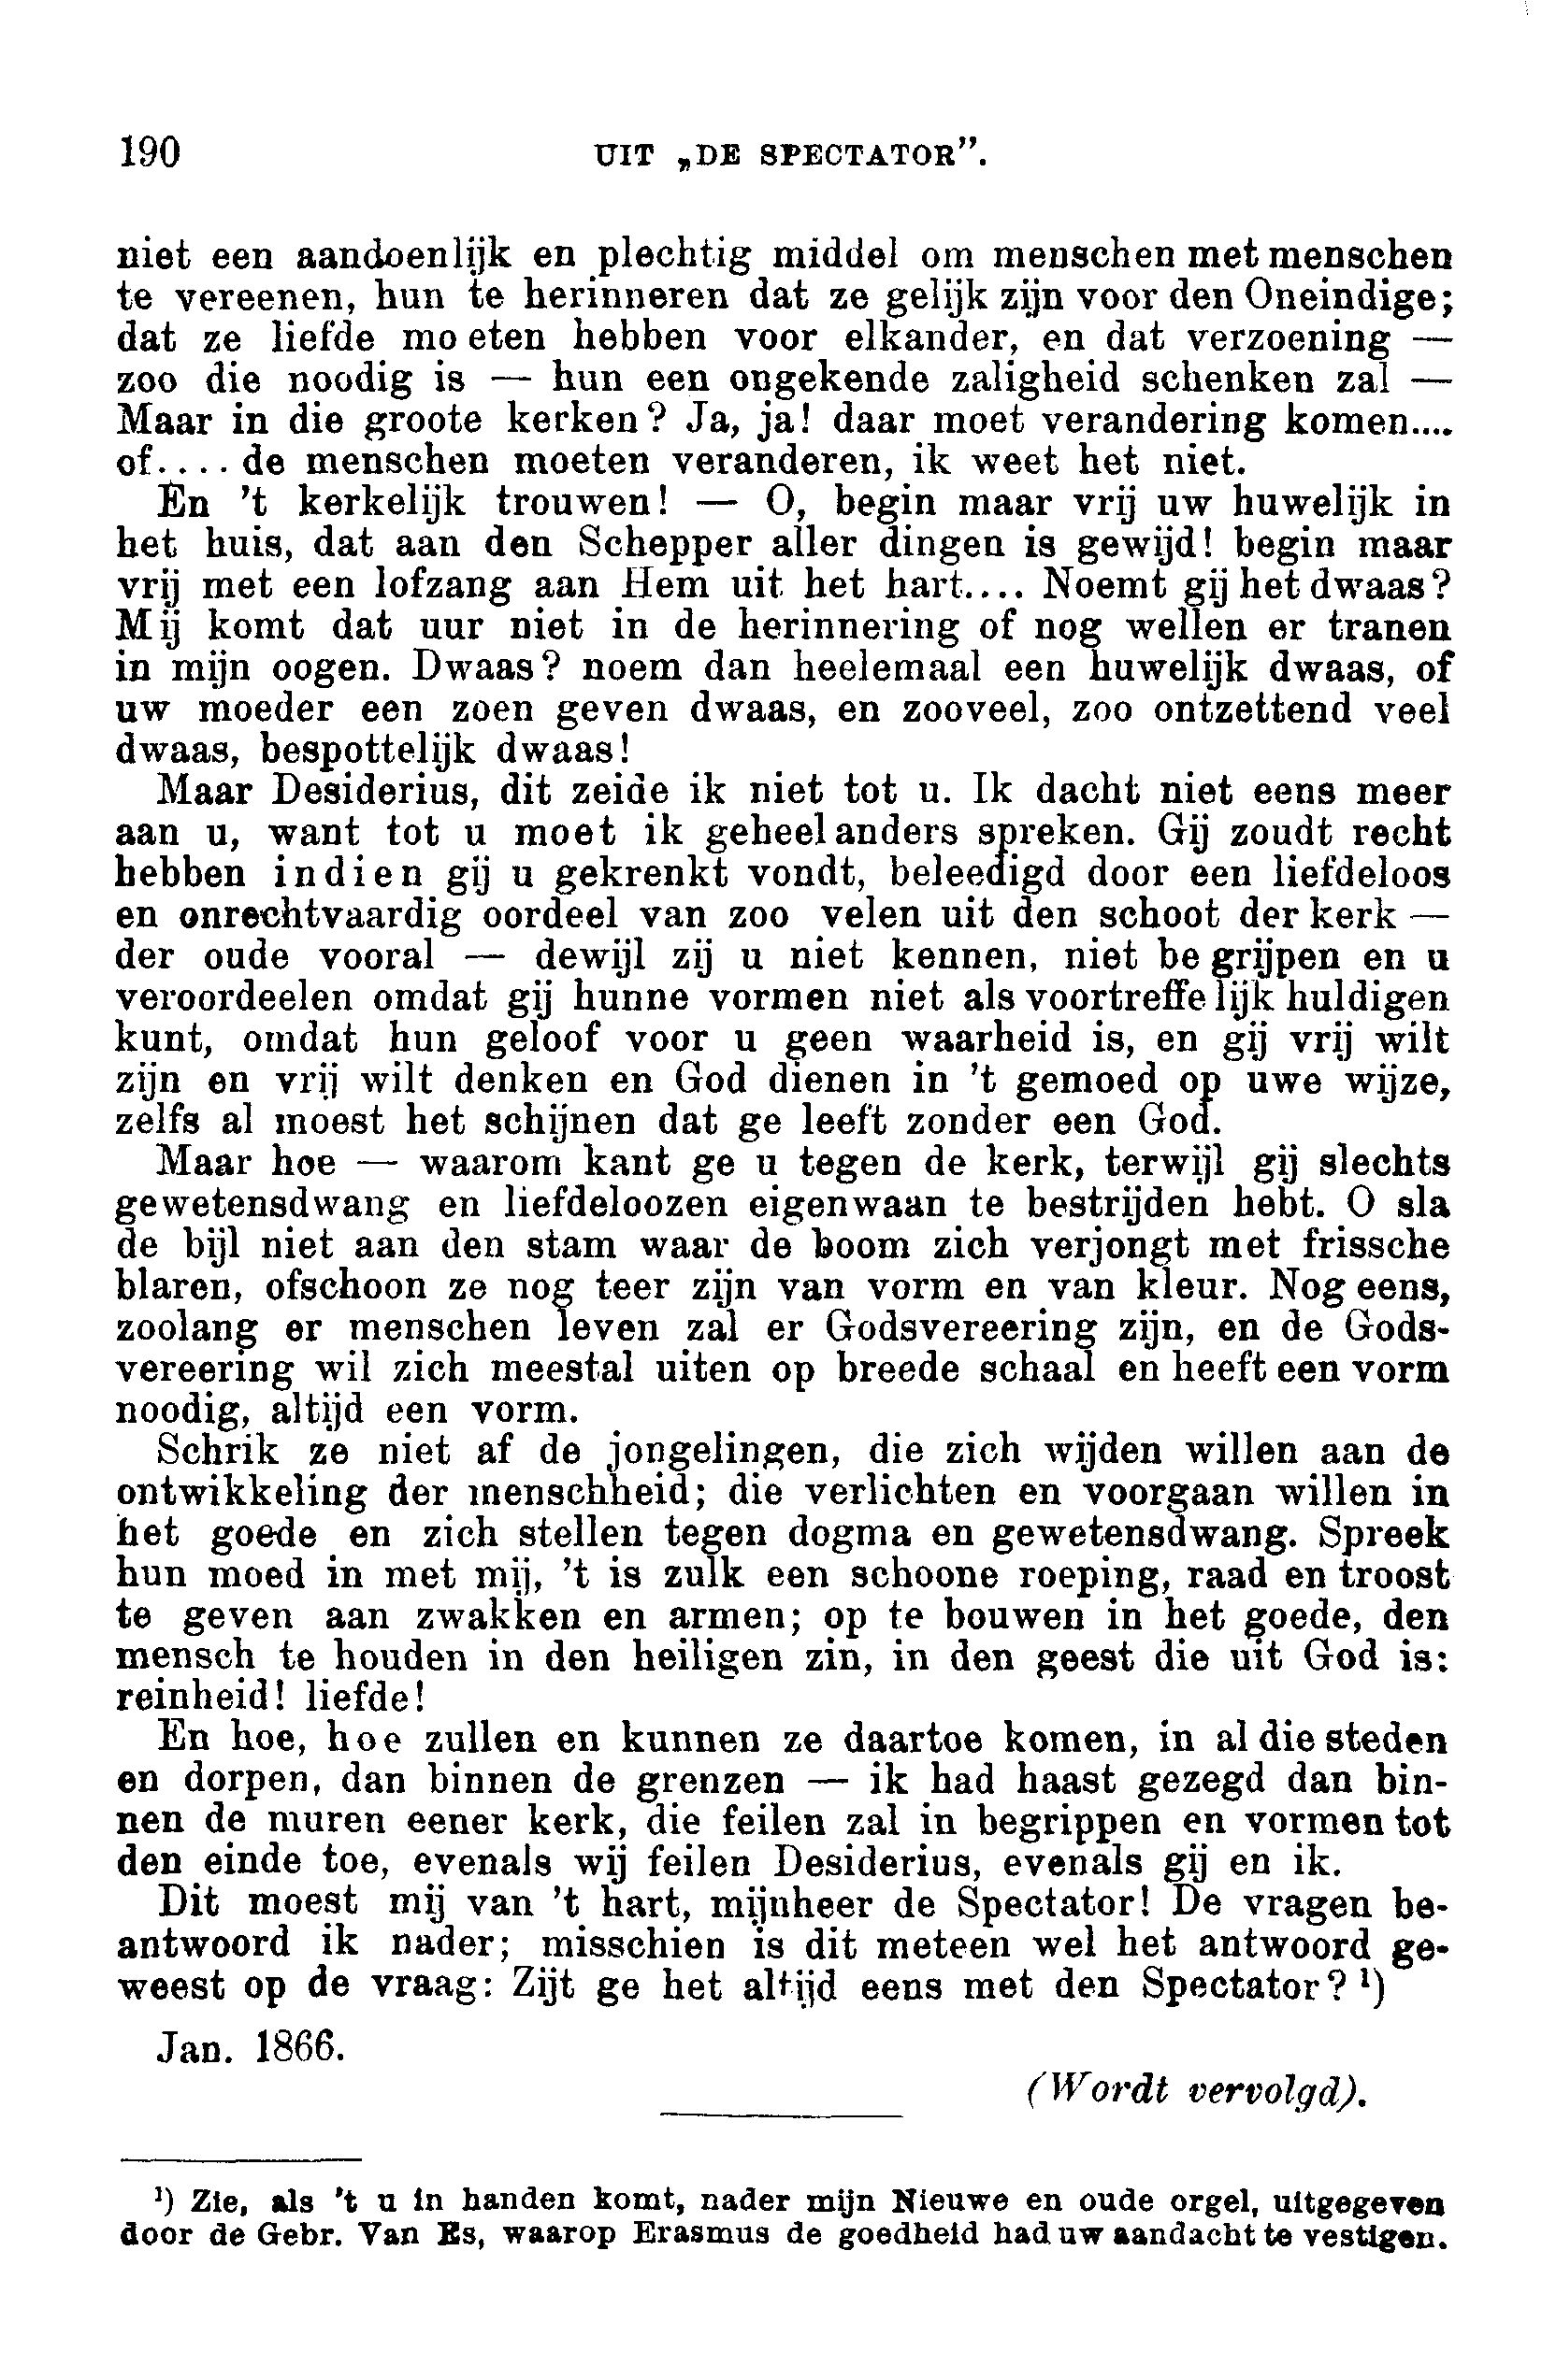 190 UIT „DE SPECTATOR”.
niet een aandoenlijk en plechtig middel om menschen met menschen
te vereenen, hun te herinneren dat ze gelijk zijn voor den Oneindige;
dat ze liefde mo eten hebben voor elkander, en dat verzoening —
zoo die noodig is — hun een ongekende zaligheid schenken zal —
Maar in die groote kerken? Ja, ja! daar moet verandering komen....
of.... de menschen moeten veranderen, ik weet het niet.
En ’t kerkelijk trouwen! — O, begin maar vrij uw huwelijk in
het huis, dat aan den Schepper aller dingen is gewijd! begin maar
vrij met een lofzang aan Hem uit het hart.... Noemt gij het dwaas?
Mij komt dat uur niet in de herinnering of nog wellen er tranen
in mijn oogen. Dwaas? noem dan heelemaal een huwelijk dwaas, of
uw moeder een zoen geven dwaas, en zooveel, zoo ontzettend veel
dwaas, bespottelijk dwaas!
Maar Desiderius, dit zeide ik niet tot u. Ik dacht niet eens meer
aan u, want tot u moet ik geheel anders spreken. Gij zoudt recht
hebben indien gij u gekrenkt vondt, beleedigd door een liefdeloos
en onrechtvaardig oordeel van zoo velen uit den schoot der kerk —
der oude vooral — dewijl zij u niet kennen, niet be grijpen en u
veroordeelen omdat gij hunne vormen niet als voortreffelijk huldigen
kunt, omdat hun geloof voor u geen waarheid is, en gij vrij wilt
zijn en vrij wilt denken en God dienen in ’t gemoed op uwe wijze,
zelfs al moest het schijnen dat ge leeft zonder een God.
Maar hoe — waarom kant ge u tegen de kerk, terwijl gij slechts
gewetensdwang en liefdeloozen eigenwaan te bestrijden hebt. O sla
de bijl niet aan den stam waar de boom zich verjongt met frissche
blaren, ofschoon ze nog teer zijn van vorm en van kleur. Nog eens,
zoolang er menschen leven zal er Godsvereering zijn, en de Gods-
vereering wil zich meestal uiten op breede schaal en heeft een vorm
noodig, altijd een vorm.
Schrik ze niet af de jongelingen, die zich wijden willen aan de
ontwikkeling der menschheid; die verlichten en voorgaan willen in
het goede en zich stellen tegen dogma en gewetensdwang. Spreek
hun moed in met mij, ’t is zulk een schoone roeping, raad en troost
te geven aan zwakken en armen; op te bouwen in het goede, den
mensch te houden in den heiligen zin, in den geest die uit God is:
reinheid! liefde!
En hoe, hoe zullen en kunnen ze daartoe komen, in al die steden
en dorpen, dan binnen de grenzen — ik had haast gezegd dan bin-
nen de muren eener kerk, die feilen zal in begrippen en vormen tot
den einde toe, evenals wij feilen Desiderius, evenals gij en ik.
Dit moest mij van ’t hart, mijnheer de Spectator! De vragen be-
antwoord ik nader; misschien is dit meteen wel het antwoord ge-
weest op de vraag: Zijt ge het altijd eens met den Spectator? ¹)
Jan. 1866.
(Wordt vervolgd).
¹) Zie, als ’t u in handen komt, nader mijn Nieuwe en oude orgel, uitgegeven
door de Gebr. Van Es, waarop Erasmus de goedheid had uw aandacht te vestigen.